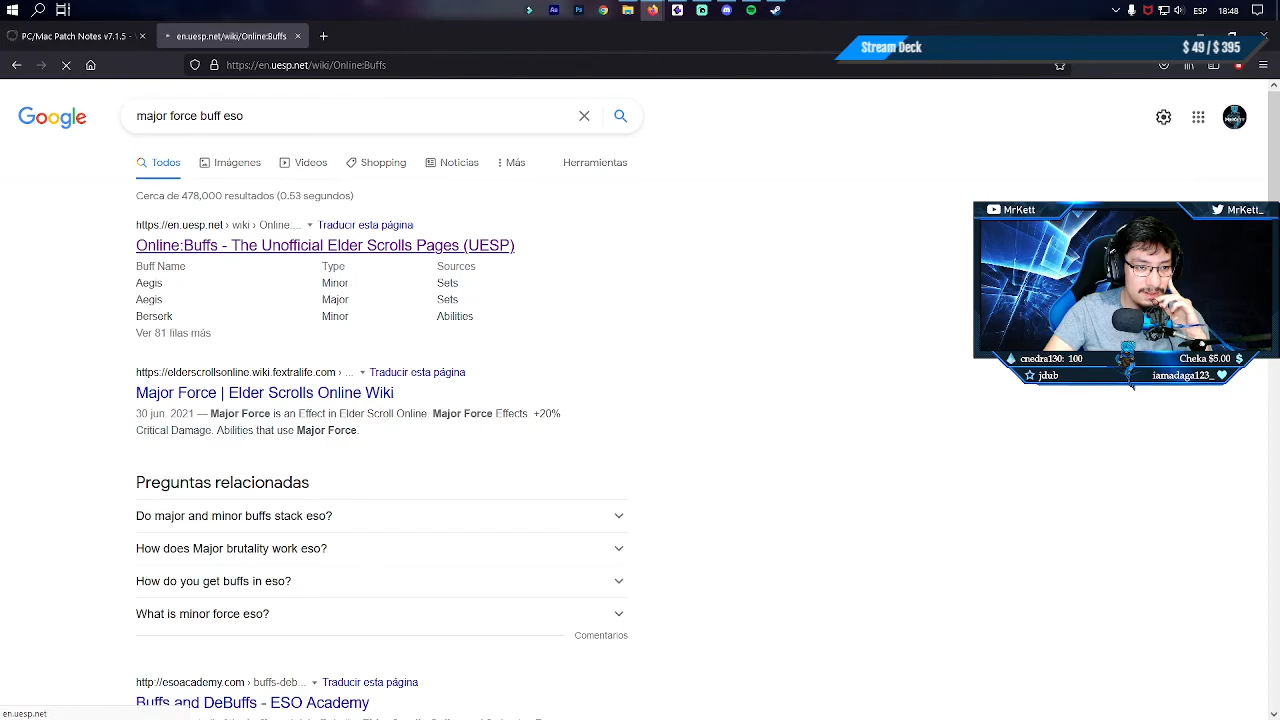 18:48
ESP
PC/Mac Patch Notes v7.1.5 -
en.uesp.net/wiki/Online:Buffs
https://en.uesp.net/wiki/Online:Buffs
Stream Deck
$ 49 / $ 395
Google
major force buff eso
Todos
Imágenes
Videos
Shopping
Noticias
Más
Herramientas
Cerca de 478,000 resultados (0.53 segundos)
https://en.uesp.net › wiki › Online:... Traducir esta página
Online:Buffs - The Unofficial Elder Scrolls Pages (UESP)
Buff Name Type Sources
Aegis Minor Sets
Aegis Major Sets
Berserk Minor Abilities
Ver 81 filas más
https://elderscrollsonline.wiki.fextralife.com › ... Traducir esta página
Major Force | Elder Scrolls Online Wiki
30 jun. 2021 — Major Force is an Effect in Elder Scroll Online. Major Force Effects. +20%
Critical Damage. Abilities that use Major Force.
Preguntas relacionadas
Do major and minor buffs stack eso?
How does Major brutality work eso?
How do you get buffs in eso?
What is minor force eso?
Comentarios
http://esoacademy.com › buffs-deb... Traducir esta página
Buffs and DeBuffs - ESO Academy
en.uesp.net
MrKett
MrKett_
cnedra130: 100
Cheka $5.00
jdub
iamadaga123_